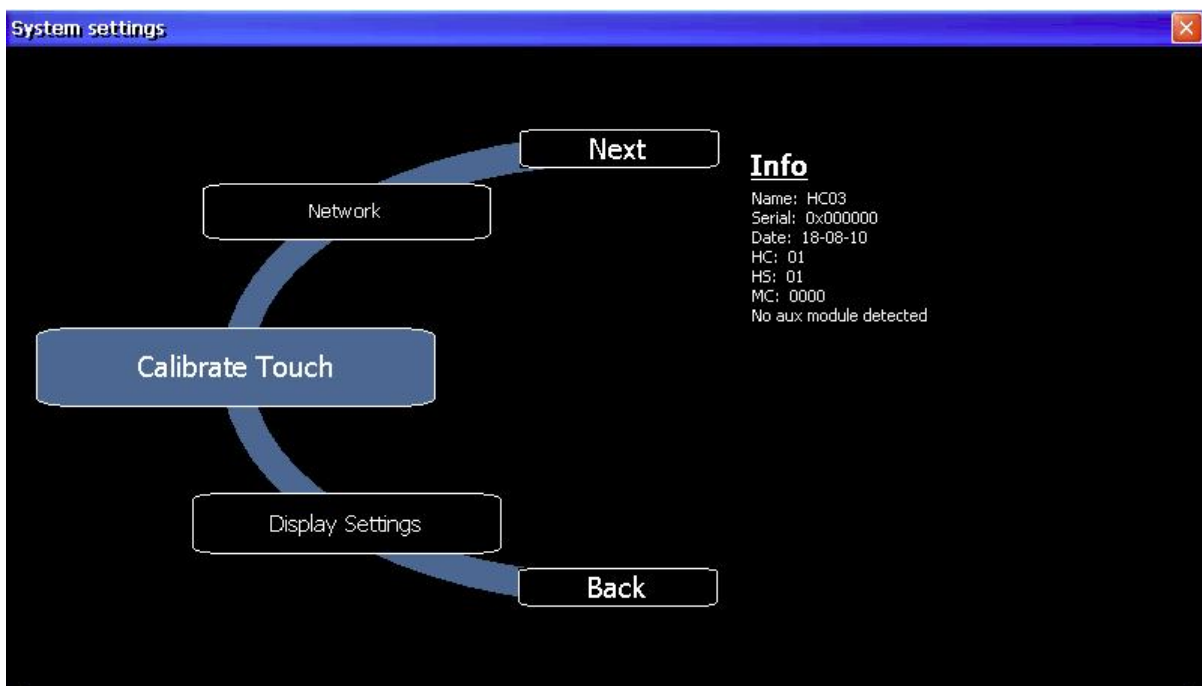 System settings
Next
Network
Calibrate Touch
Display Settings
Back
Info
Name: HC03
Serial: 0x000000
Date: 18-08-10
HC: 01
HS: 01
MC: 0000
No aux module detected